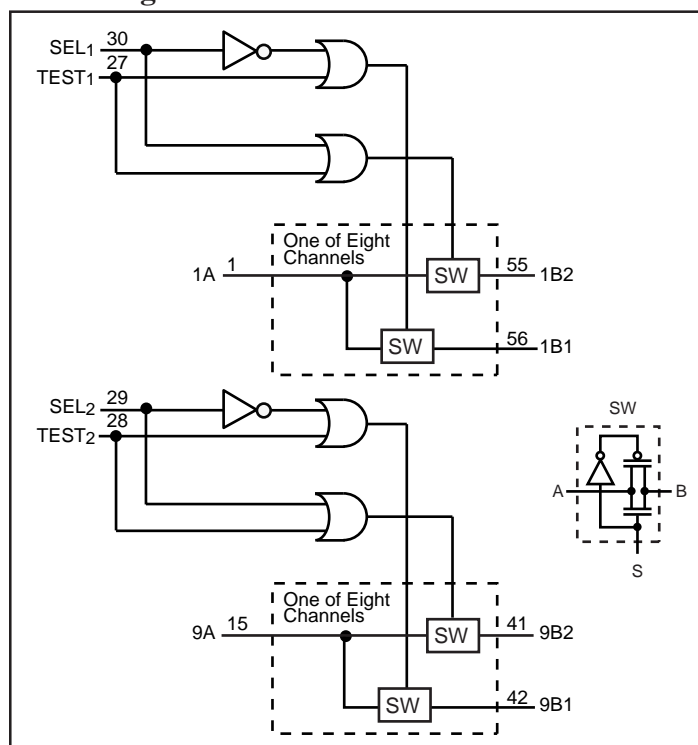 SEL1 30
TEST1 27
One of Eight
Channels
1A 1
SW 55 1B2
SW 56 1B1
SEL2 29
TEST2 28
SW
A B
S
One of Eight
Channels
9A 15
SW 41 9B2
SW 42 9B1